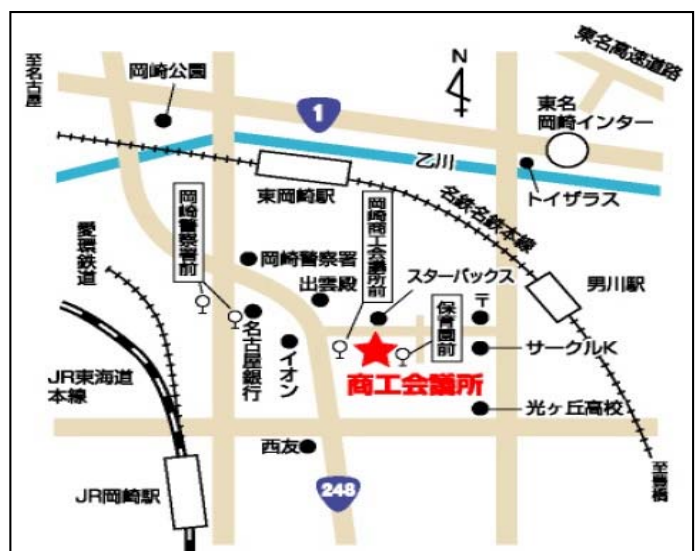 至名古屋
岡崎公園
1
N
東名高速道路
東名
岡崎インター
乙川
トイザラス
東岡崎駅
名鉄名鉄本線
岡崎警察署前
岡崎商工会議所前
愛環鉄道
岡崎警察署
出雲殿
スターバックス
男川駅
保育園前
〒
名古屋銀行
イオン
サークルK
商工会議所
JR東海道
本線
光ヶ丘高校
西友
248
JR岡崎駅
至豊橋